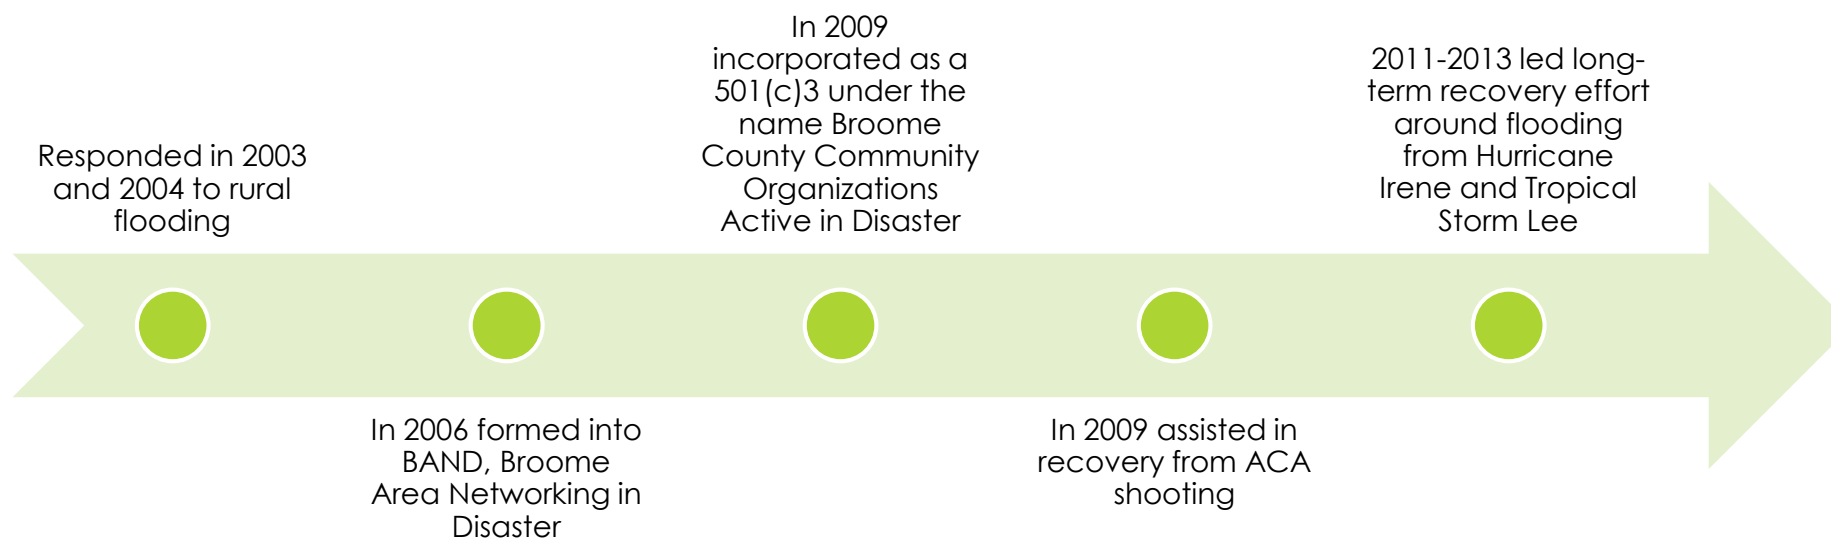 Responded in 2003
and 2004 to rural
flooding
In 2006 formed into
BAND, Broome
Area Networking in
Disaster
In 2009
incorporated as a
501(c)3 under the
name Broome
County Community
Organizations
Active in Disaster
In 2009 assisted in
recovery from ACA
shooting
2011-2013 led long-
term recovery effort
around flooding
from Hurricane
Irene and Tropical
Storm Lee